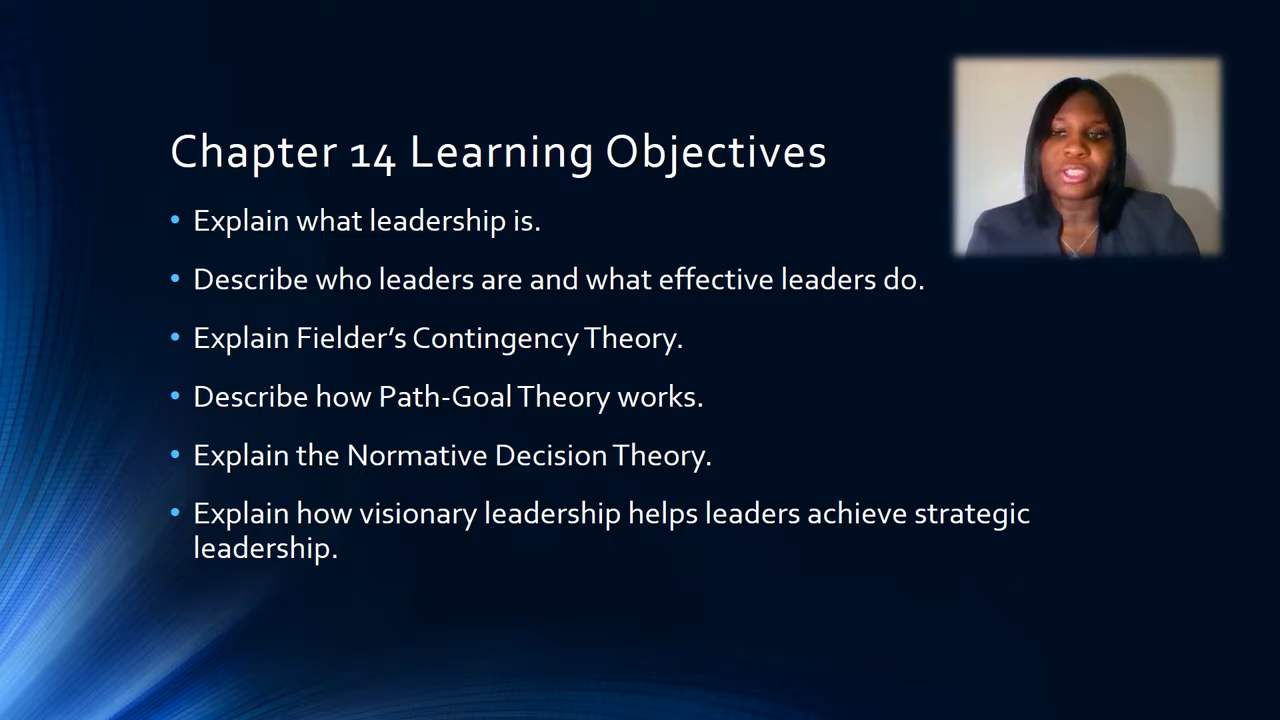 Chapter 14 Learning Objectives
• Explain what leadership is.
• Describe who leaders are and what effective leaders do.
• Explain Fielder’s Contingency Theory.
• Describe how Path-Goal Theory works.
• Explain the Normative Decision Theory.
• Explain how visionary leadership helps leaders achieve strategic
leadership.